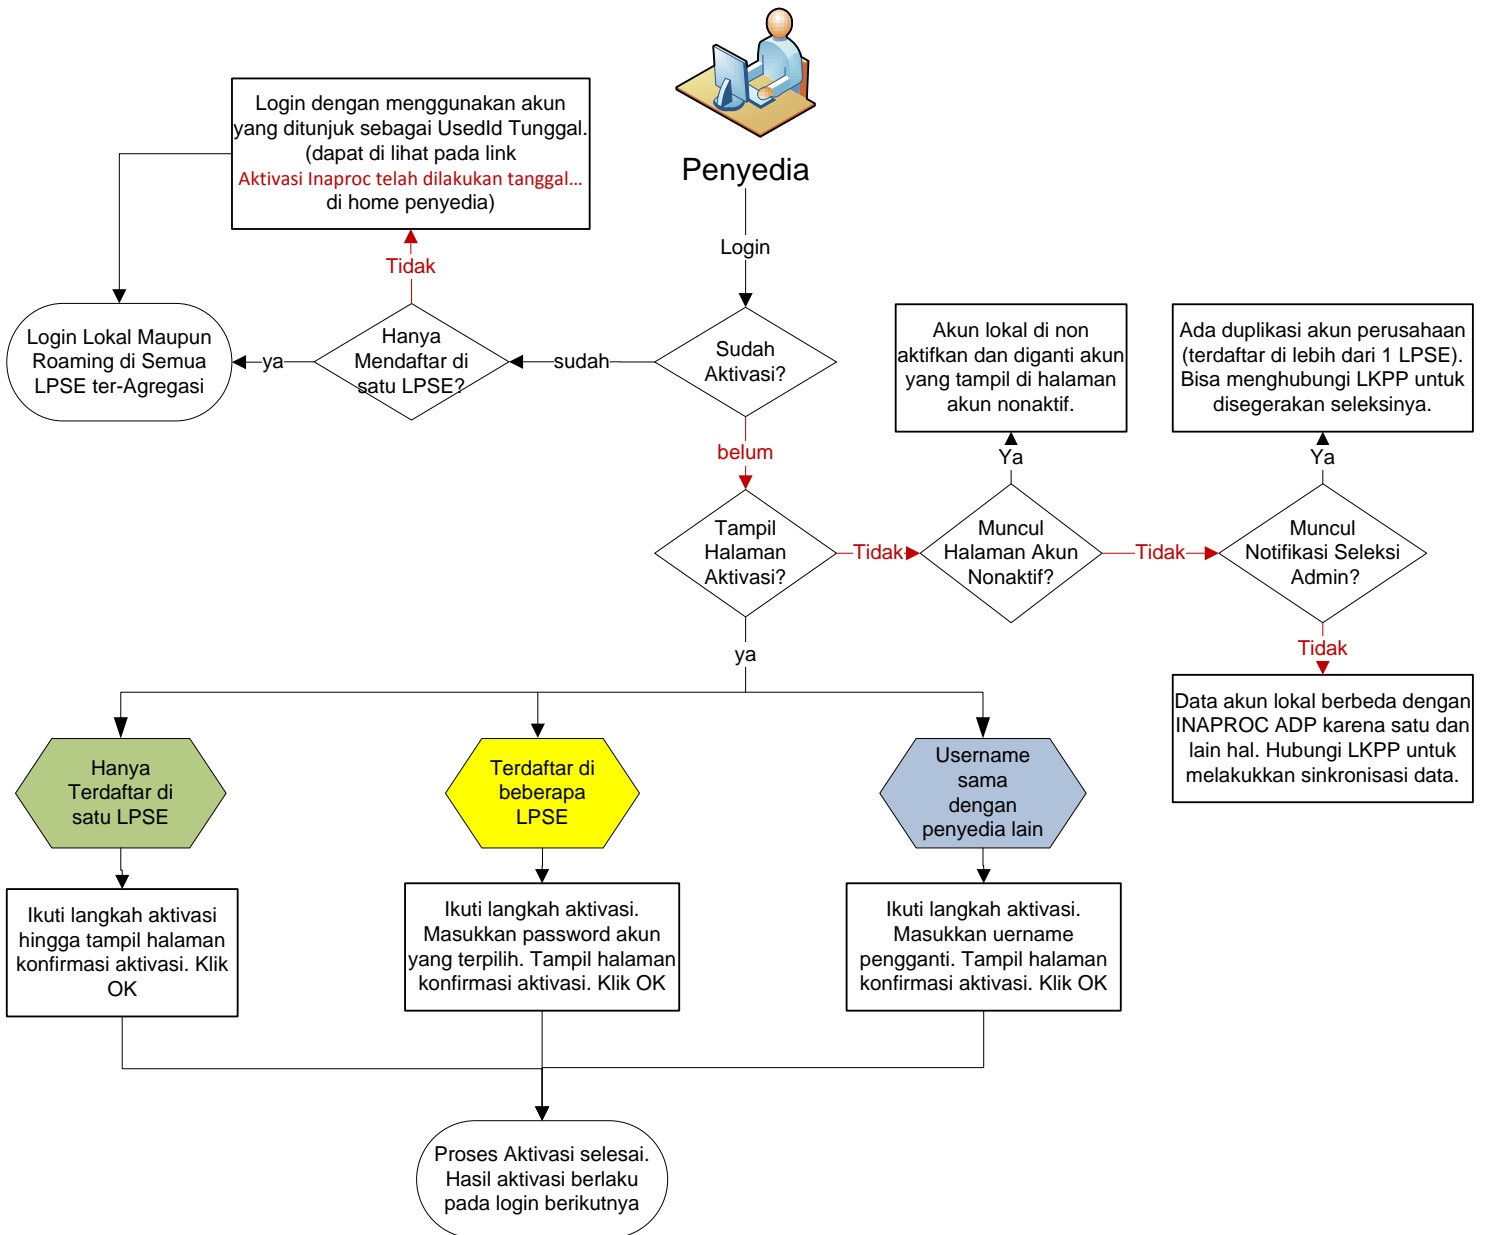 Penyedia
Login
Login dengan menggunakan akun
yang ditunjuk sebagai UsedId Tunggal.
(dapat di lihat pada link
Aktivasi Inaproc telah dilakukan tanggal...
di home penyedia)
Tidak
Login Lokal Maupun
Roaming di Semua
LPSE ter-Agregasi
ya
Hanya
Mendaftar di
satu LPSE?
sudah
Sudah
Aktivasi?
belum
Akun lokal di non
aktifkan dan diganti akun
yang tampil di halaman
akun nonaktif.
Ada duplikasi akun perusahaan
(terdaftar di lebih dari 1 LPSE).
Bisa menghubungi LKPP untuk
disegerakan seleksinya.
Ya
Ya
Tampil
Halaman
Aktivasi?
Tidak
Muncul
Halaman Akun
Nonaktif?
Tidak
Muncul
Notifikasi Seleksi
Admin?
Tidak
ya
Data akun lokal berbeda dengan
INAPROC ADP karena satu dan
lain hal. Hubungi LKPP untuk
melakukkan sinkronisasi data.
Hanya
Terdaftar di
satu LPSE
Terdaftar di
beberapa
LPSE
Username
sama
dengan
penyedia lain
Ikuti langkah aktivasi
hingga tampil halaman
konfirmasi aktivasi. Klik
OK
Ikuti langkah aktivasi.
Masukkan password akun
yang terpilih. Tampil halaman
konfirmasi aktivasi. Klik OK
Ikuti langkah aktivasi.
Masukkan uername
pengganti. Tampil halaman
konfirmasi aktivasi. Klik OK
Proses Aktivasi selesai.
Hasil aktivasi berlaku
pada login berikutnya